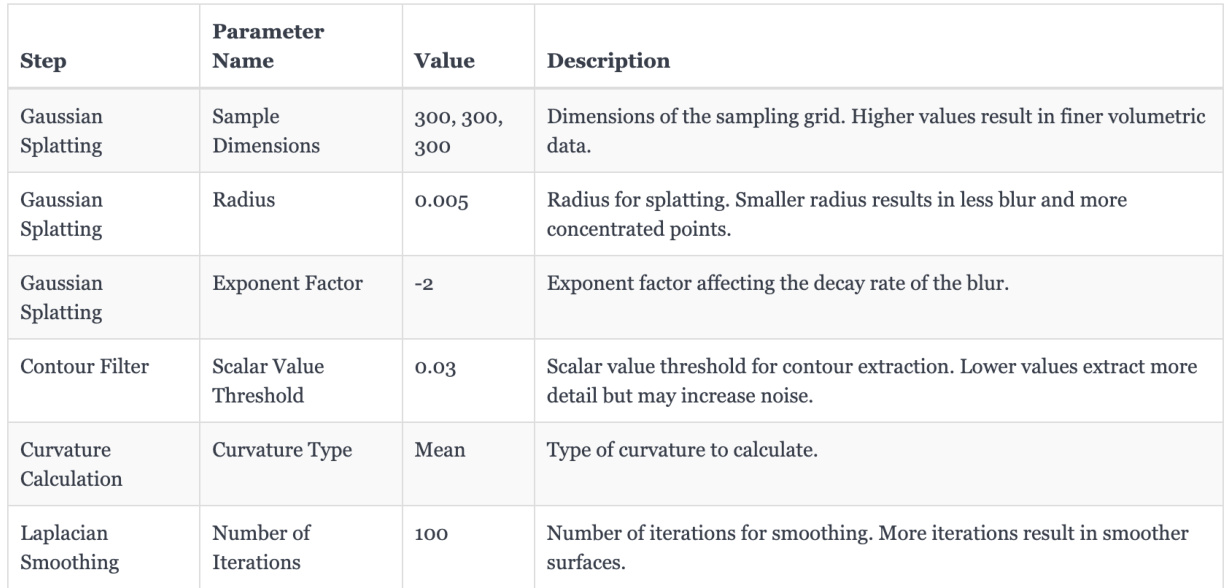 Step
Parameter
Name
Value
Description
Gaussian
Splatting
Sample
Dimensions
300, 300,
300
Dimensions of the sampling grid. Higher values result in finer volumetric
data.
Gaussian
Splatting
Radius
0.005
Radius for splatting. Smaller radius results in less blur and more
concentrated points.
Gaussian
Splatting
Exponent Factor
-2
Exponent factor affecting the decay rate of the blur.
Contour Filter
Scalar Value
Threshold
0.03
Scalar value threshold for contour extraction. Lower values extract more
detail but may increase noise.
Curvature
Calculation
Curvature Type
Mean
Type of curvature to calculate.
Laplacian
Smoothing
Number of
Iterations
100
Number of iterations for smoothing. More iterations result in smoother
surfaces.